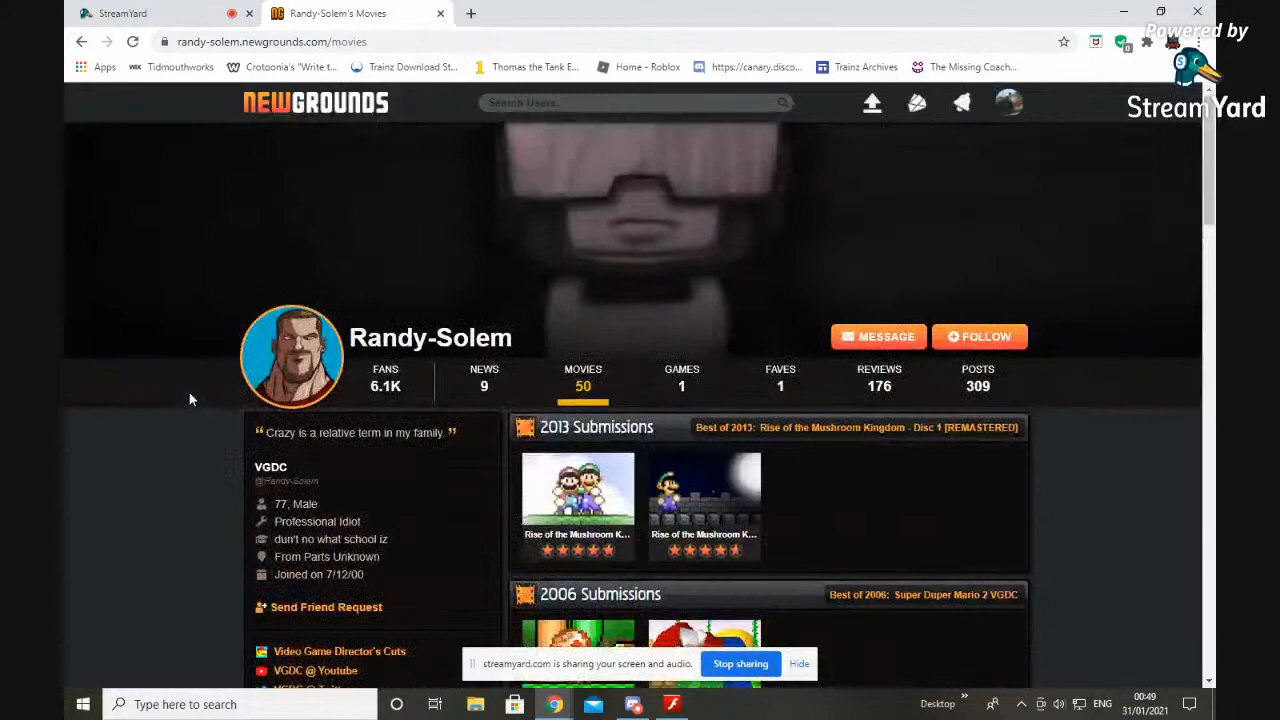 StreamYard
Randy-Solem's Movies
Powered by
randy-solem.newgrounds.com/movies
Apps
Tidmouthworks
Crotoonia's "Write t...
Trainz Download St...
Thomas the Tank E...
Home - Roblox
https://canary.disco...
Trainz Archives
The Missing Coach...
StreamYard
NEWGROUNDS
Search Users.
Randy-Solem
MESSAGE
FOLLOW
FANS NEWS MOVIES GAMES FAVES REVIEWS POSTS
6.1K 9 50 1 1 176 309
“ Crazy is a relative term in my family. ”
2013 Submissions
Best of 2013: Rise of the Mushroom Kingdom - Disc 1 [REMASTERED]
VGDC
@Randy-Solem
77, Male
Professional Idiot
dun't no what school iz
From Parts Unknown
Joined on 7/12/00
Rise of the Mushroom K... Rise of the Mushroom K...
2006 Submissions
Best of 2006: Super Duper Mario 2 VGDC
Send Friend Request
Video Game Director's Cuts
VGDC @ Youtube
streamyard.com is sharing your screen and audio.
Stop sharing
Hide
Type here to search
Desktop
ENG
00:49
31/01/2021